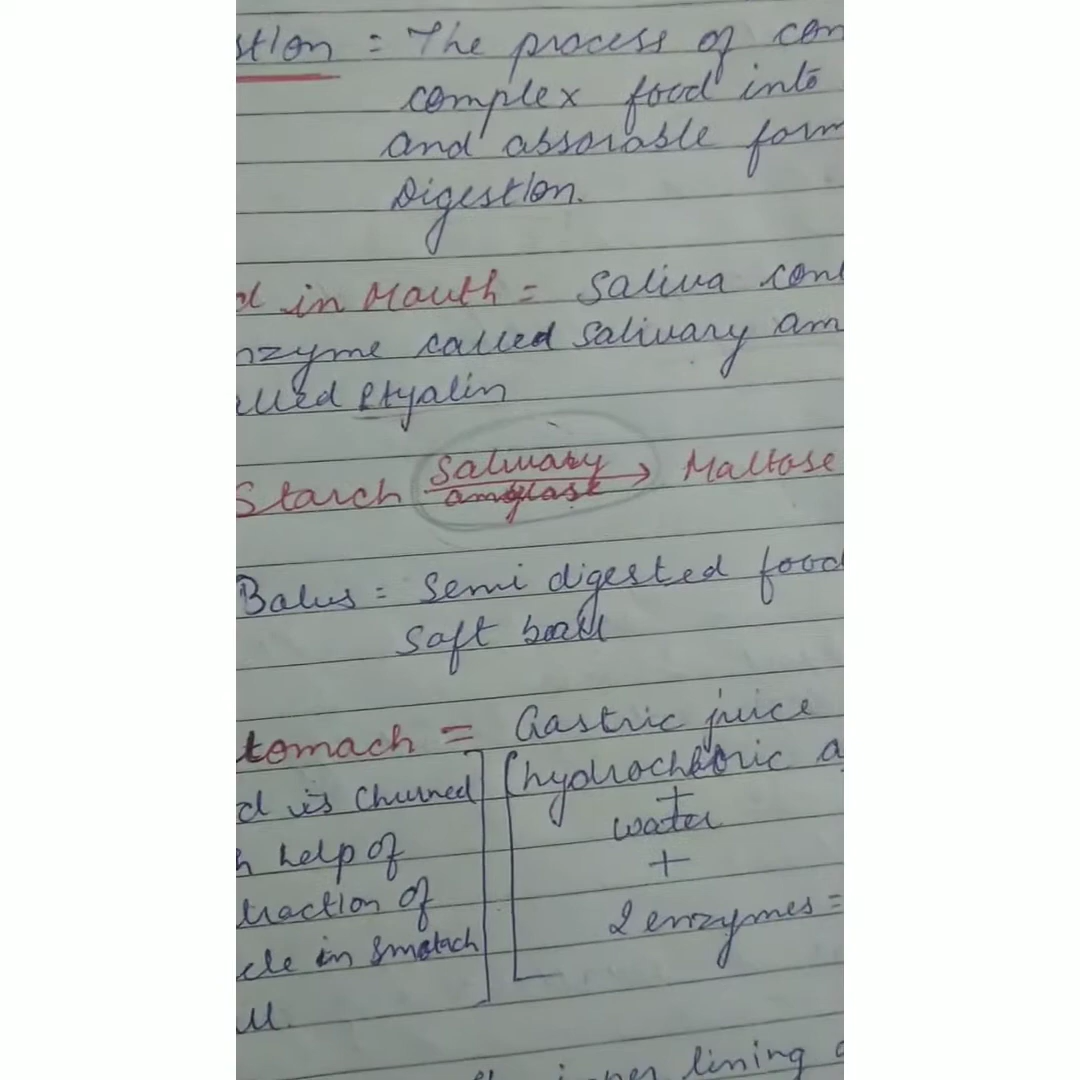 stion = The process of con
complex food into
and absorable form
Digestion.
d in Mouth = Saliva cont
nzyme called Salivary am
lled Ptyalin
Starch salivary amylase → Maltose
Bolus = Semi digested food
soft ball
tomach = Gastric juice
d is Churned [hydrochloric a
+
water
h help of
+
traction of
2 enzymes =
cle in smotach
ll.
inner lining o